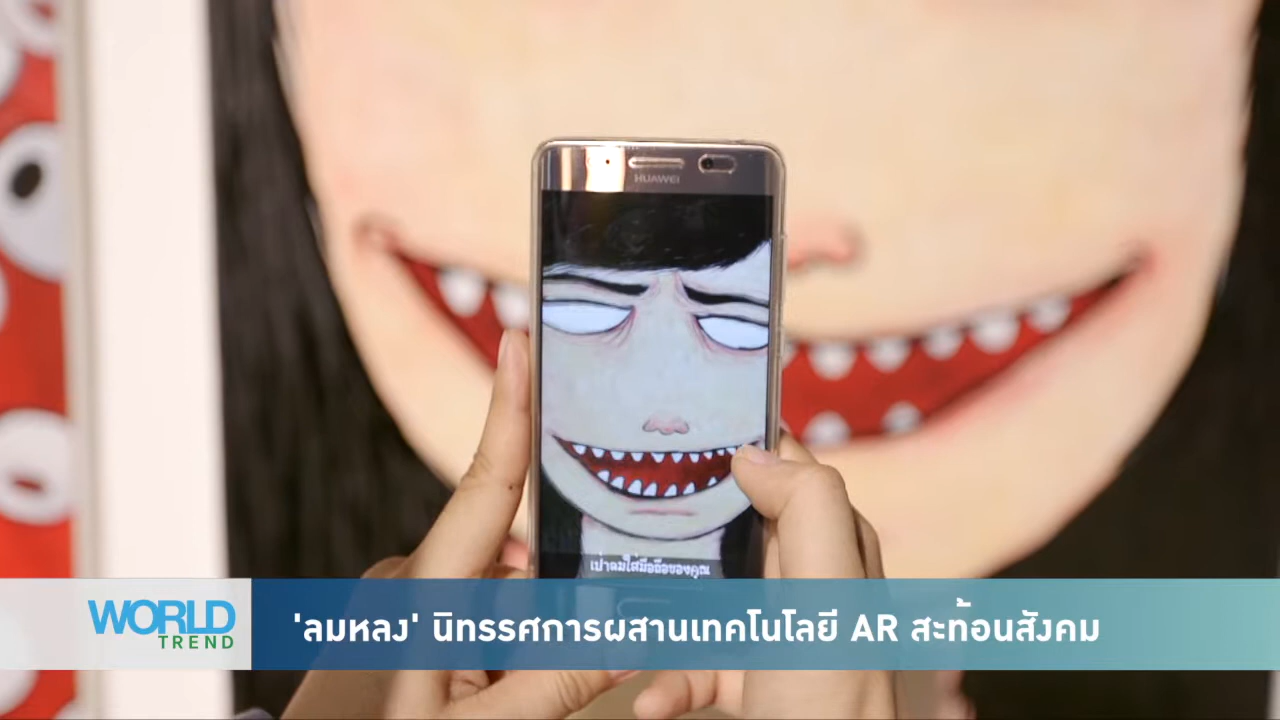 HUAWEI
เป่าลมใส่มือถือของคุณ
WORLD
TREND
'ลมหลง' นิทรรศการผสานเทคโนโลยี AR สะท้อนสังคม